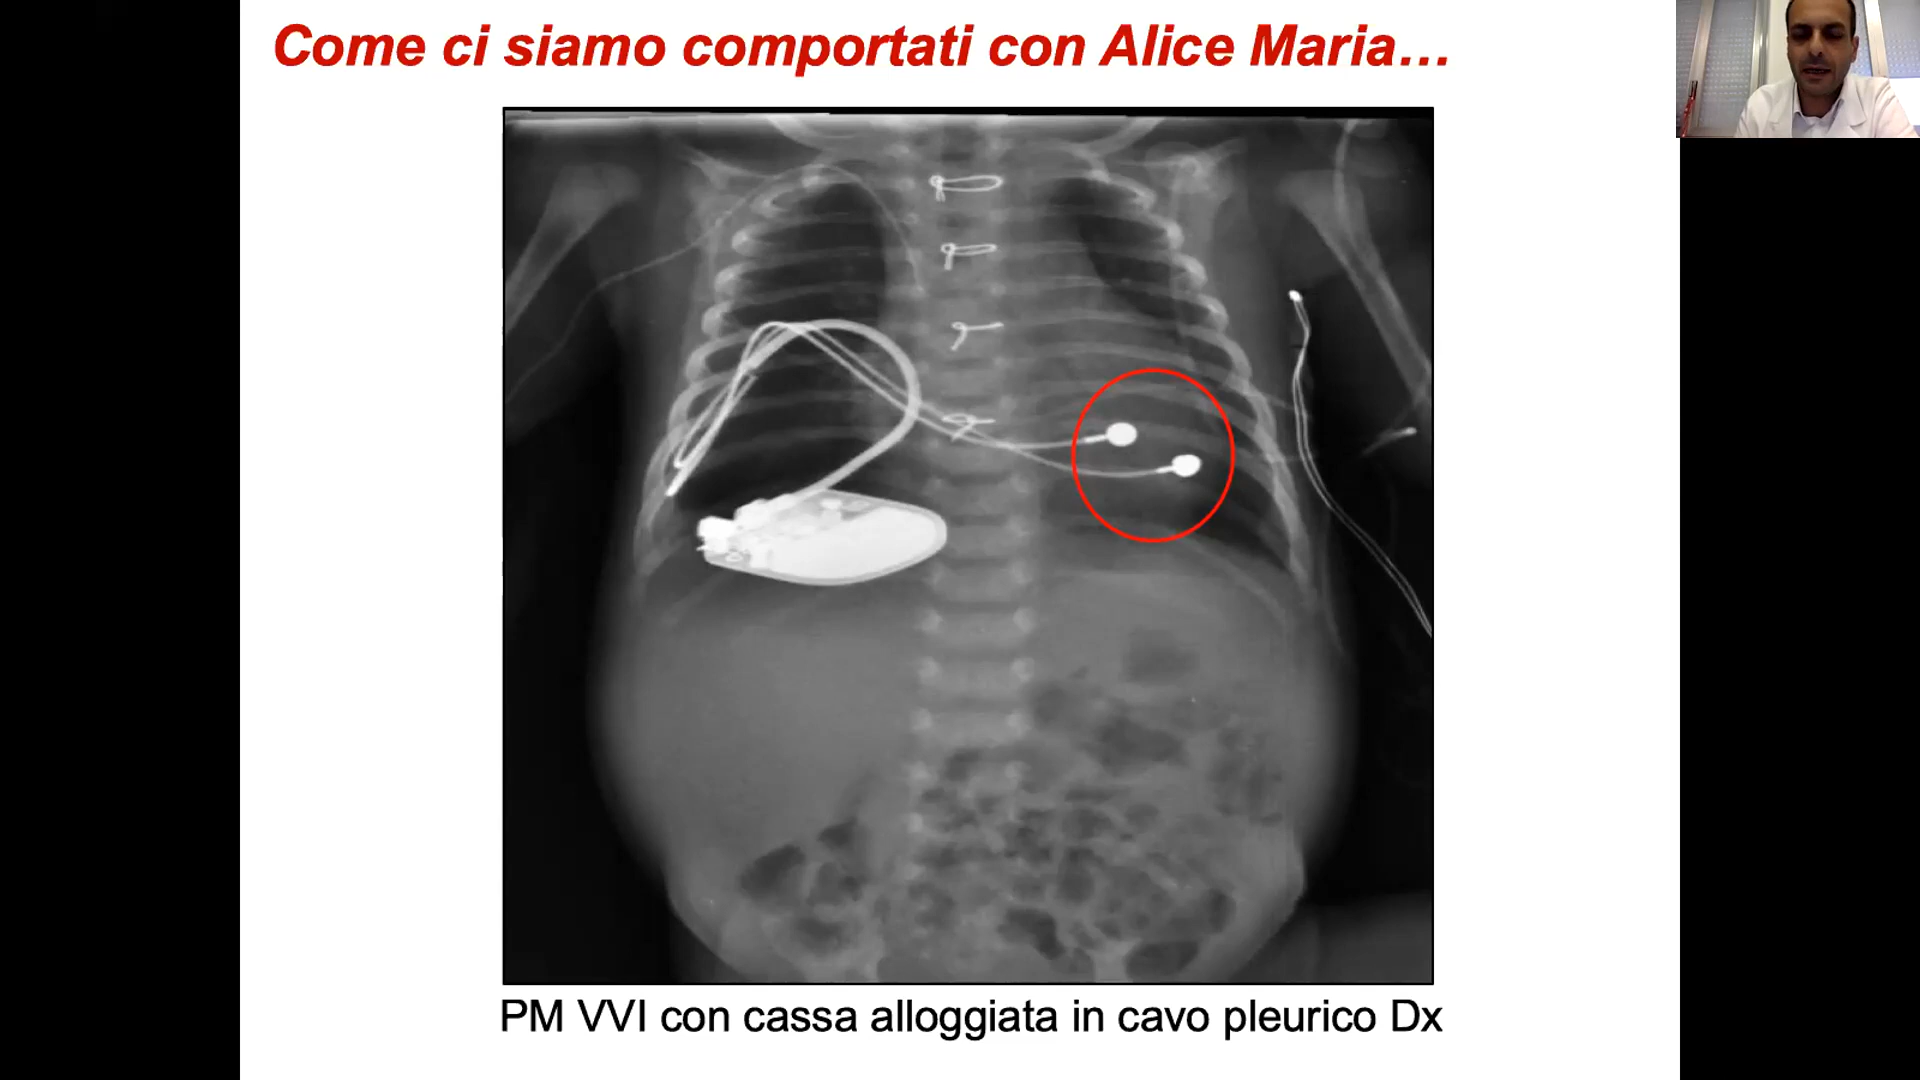 Come ci siamo comportati con Alice Maria…
PM VVI con cassa alloggiata in cavo pleurico Dx